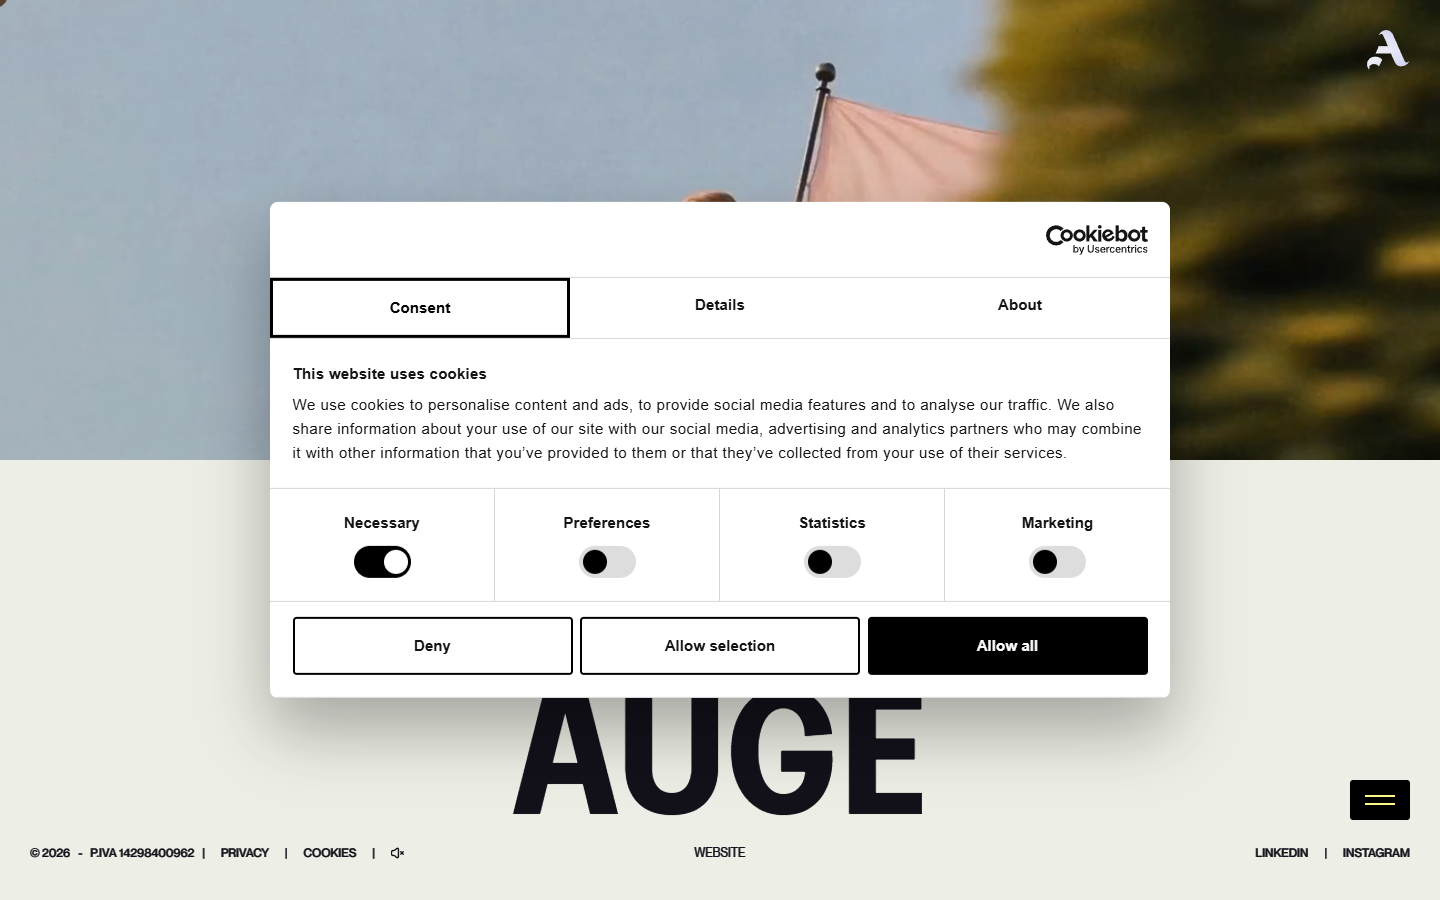 A
Cookiebot
by Usercentrics
Consent
Details
About
This website uses cookies
We use cookies to personalise content and ads, to provide social media features and to analyse our traffic. We also
share information about your use of our site with our social media, advertising and analytics partners who may combine
it with other information that you’ve provided to them or that they’ve collected from your use of their services.
Necessary
Preferences
Statistics
Marketing
Deny
Allow selection
Allow all
AUGE
© 2026 - P.IVA 14298400962 | PRIVACY | COOKIES |
WEBSITE
LINKEDIN | INSTAGRAM